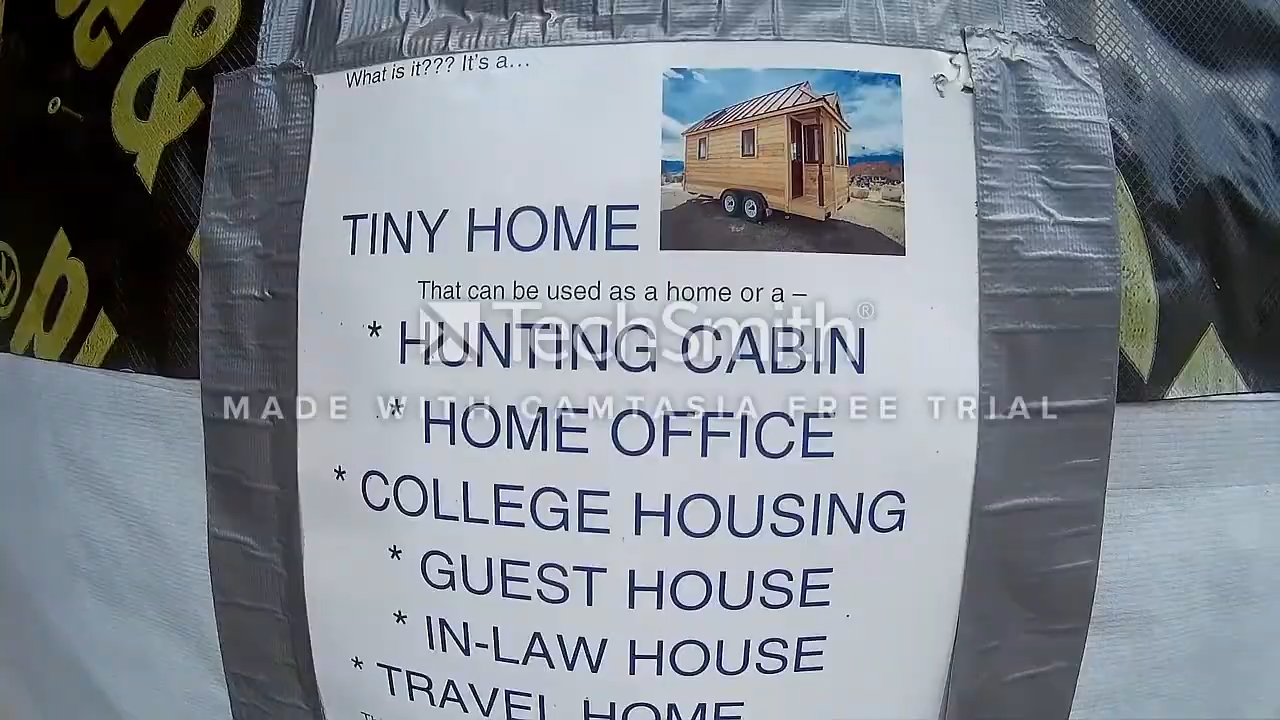 What is it??? It's a...
TINY HOME
That can be used as a home or a –
* HUNTING CABIN
* HOME OFFICE
* COLLEGE HOUSING
* GUEST HOUSE
* IN-LAW HOUSE
* TRAVEL HOME
TechSmith®
MADE WITH CAMTASIA FREE TRIAL